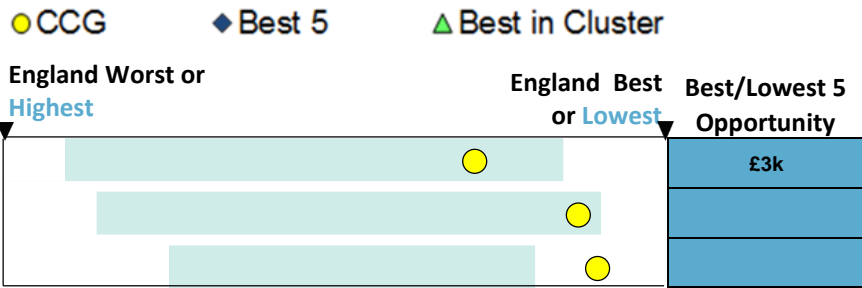 CCG Best 5 Best in Cluster
England Worst or
Highest
England Best
or Lowest
Best/Lowest 5
Opportunity
£3k